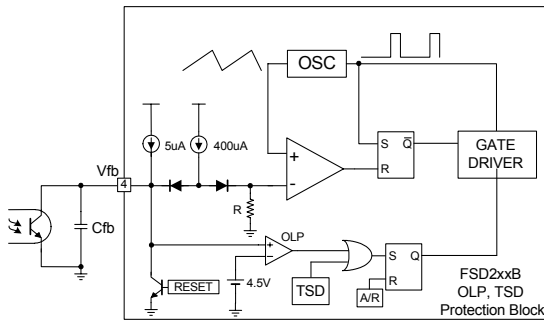 OSC
5uA
400uA
Vfb
4
+
-
S
Q
R
GATE
DRIVER
R
Cfb
OLP
+
-
S
Q
R
RESET
4.5V
TSD
A/R
FSD2xxB
OLP, TSD
Protection Block